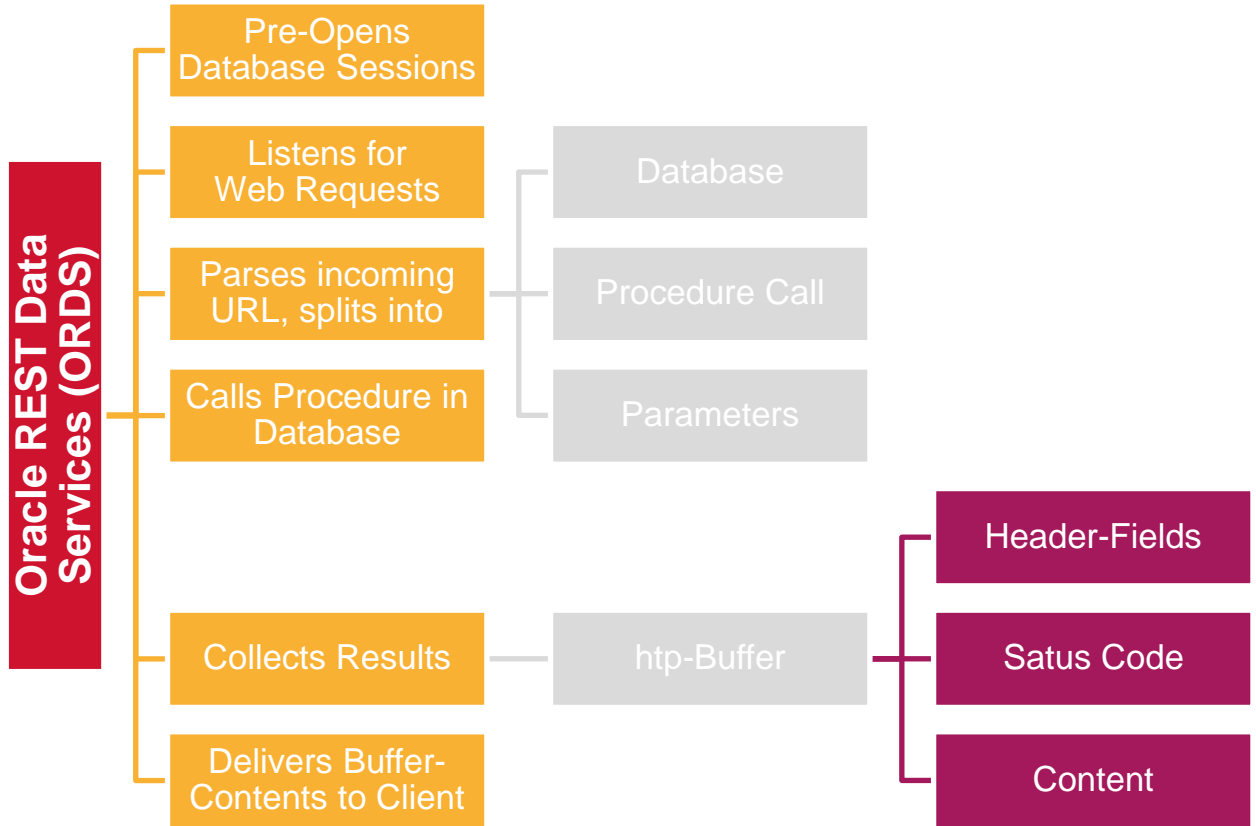 Oracle REST Data
Services (ORDS)
Pre-Opens
Database Sessions
Listens for
Web Requests
Parses incoming
URL, splits into
Database
Procedure Call
Parameters
Calls Procedure in
Database
Collects Results
htp-Buffer
Header-Fields
Satus Code
Content
Delivers Buffer-
Contents to Client